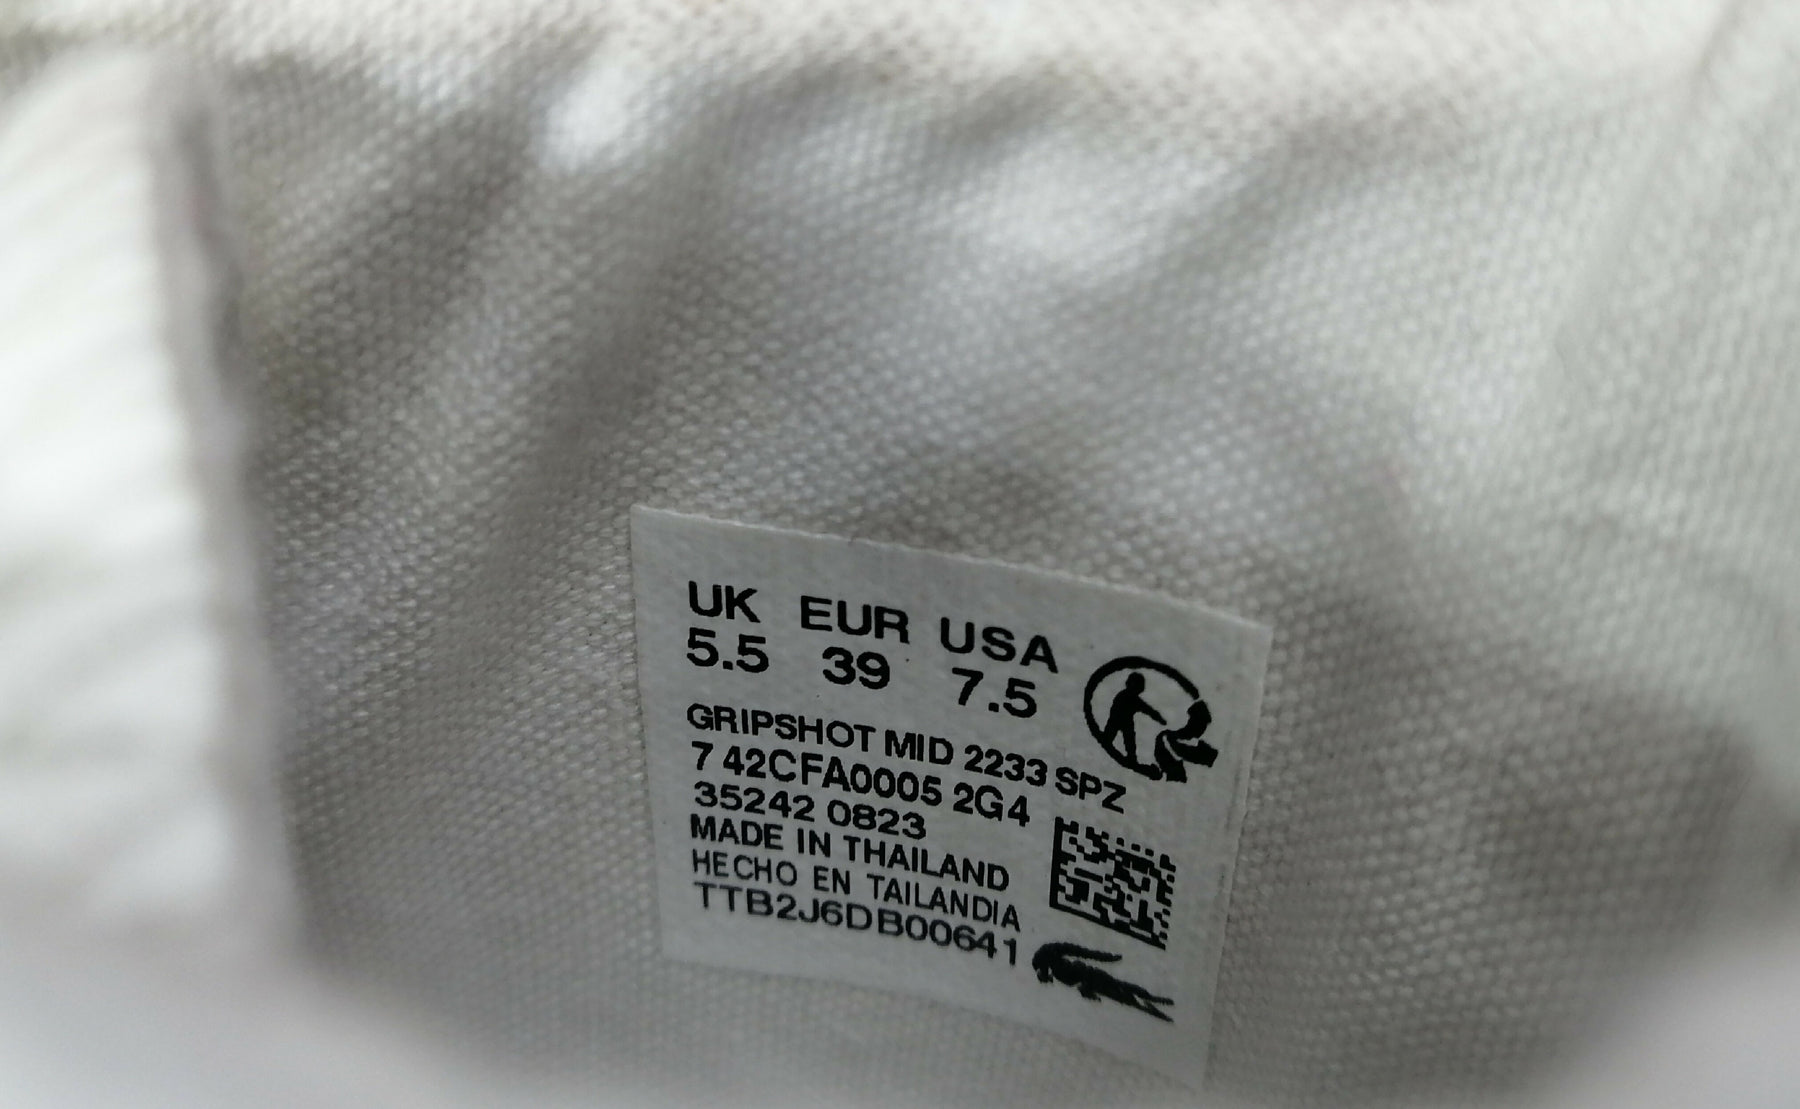 UK EUR USA
5.5 39 7.5
GRIPSHOT MID 2233 SPZ
7 42CFA0005 2G4
35242 0823
MADE IN THAILAND
HECHO EN TAILANDIA
TTB2J6DB00641